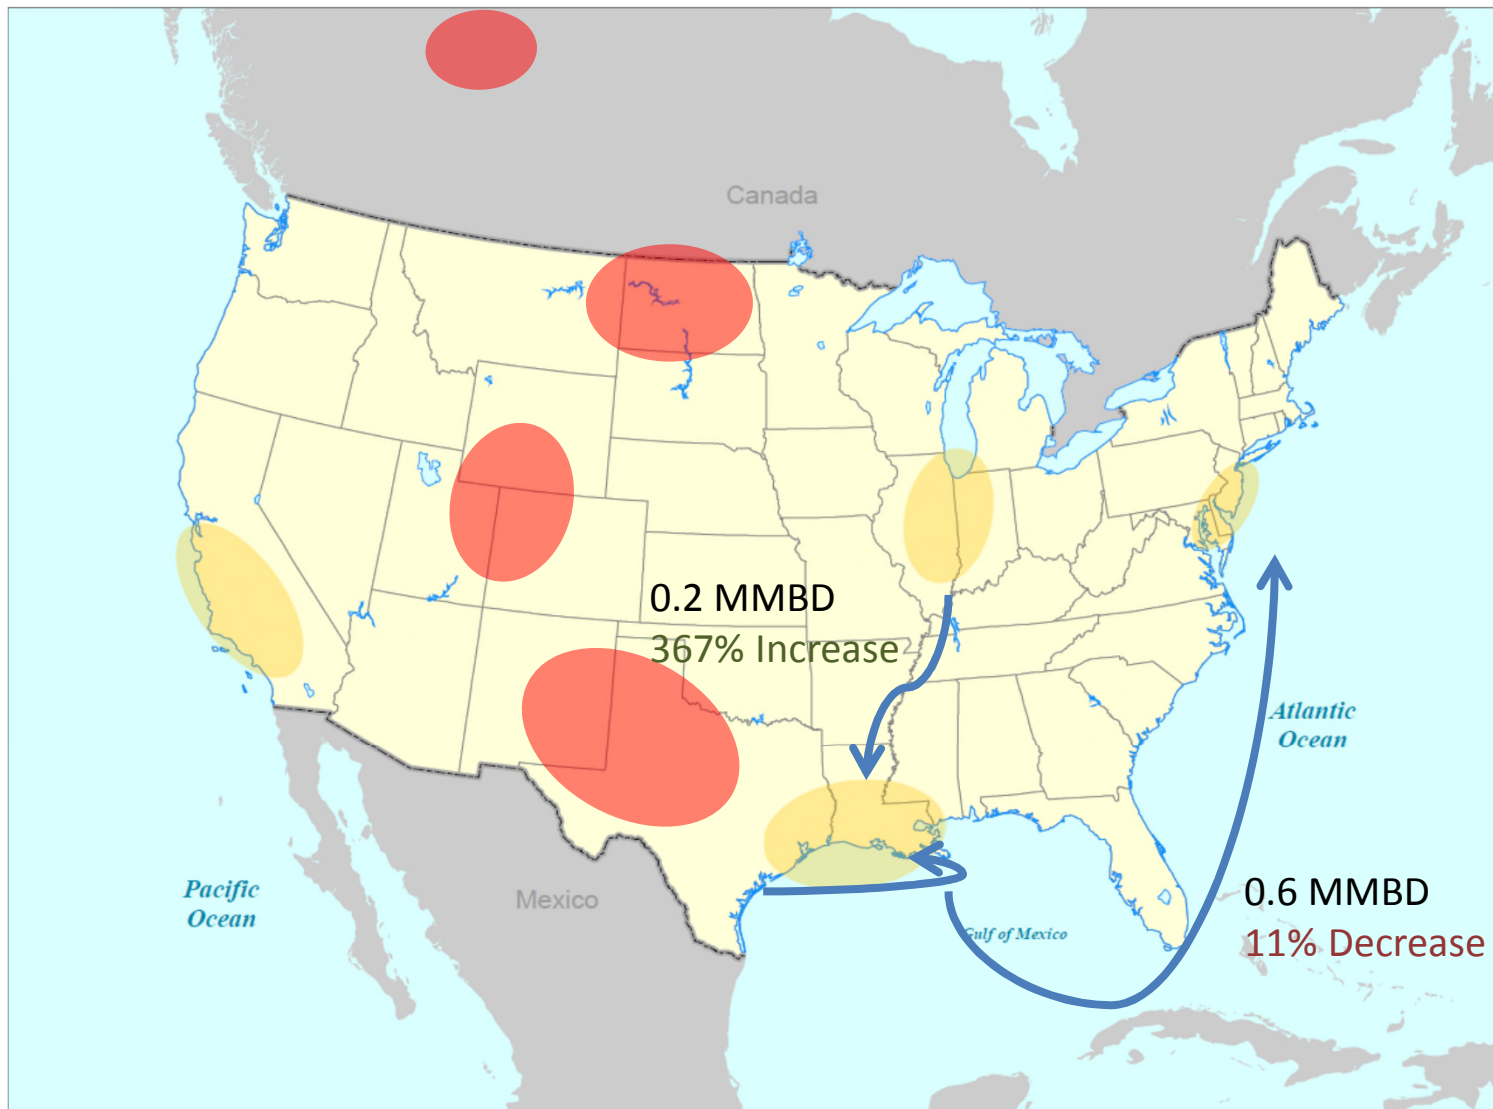 Canada
0.2 MMBD
367% Increase
Atlantic
Ocean
Pacific
Ocean
Mexico
0.6 MMBD
11% Decrease
Gulf of Mexico